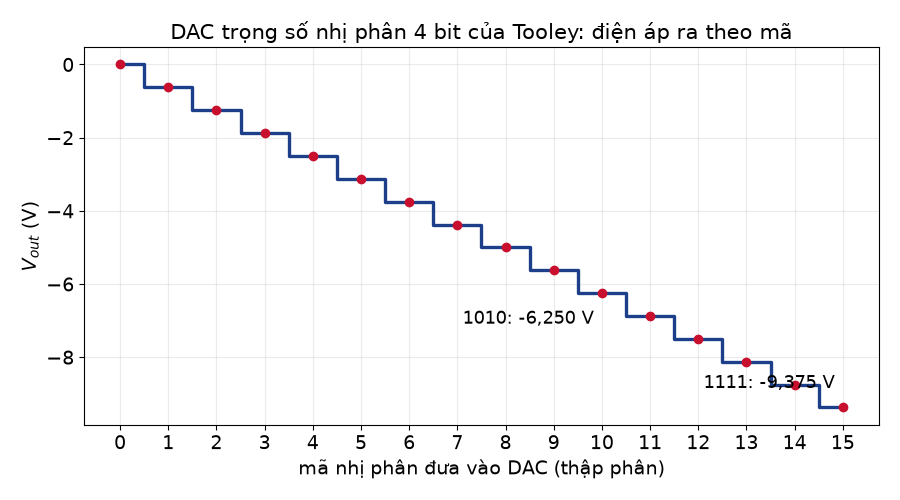 DAC trọng số nhị phân 4 bit của Tooley: điện áp ra theo mã
0
−2
−4
−6
−8
V_out (V)
1010: -6,250 V
1111: -9,375 V
0 1 2 3 4 5 6 7 8 9 10 11 12 13 14 15
mã nhị phân đưa vào DAC (thập phân)